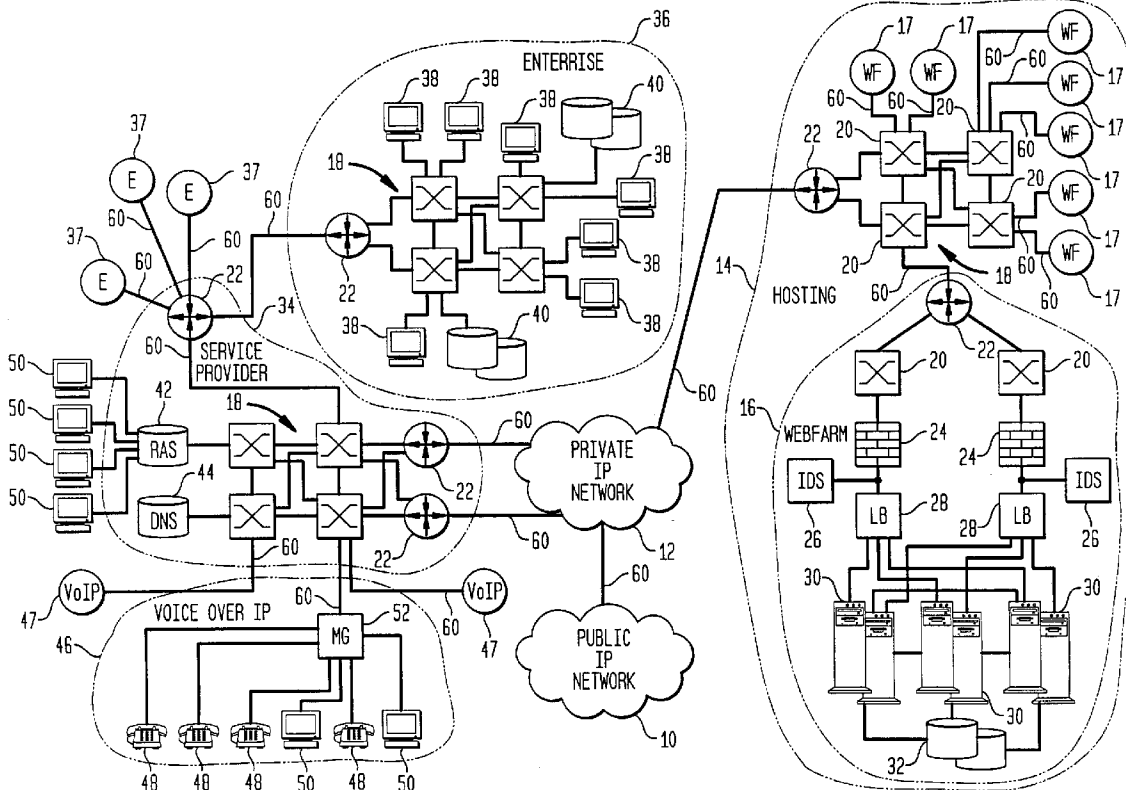 36
ENTERRISE
38
38
38
40
38
38
38
38
40
18
22
37
E
37
E
37
E
60
60
60
60
22
34
60
SERVICE
PROVIDER
50
50
50
50
42
RAS
18
44
DNS
22
22
60
60
60
PRIVATE
IP
NETWORK
12
60
60
PUBLIC
IP
NETWORK
10
47
VoIP
VOICE OVER IP
60
52
MG
60
VoIP
47
46
48
48
48
50
48
50
14
HOSTING
17
17
WF
WF
60
60
60
WF
17
60
WF
17
60
WF
17
WF
17
60
WF
17
60
20
20
20
20
22
18
60
22
20
20
16
WEBFARM
24
24
IDS
26
IDS
26
LB
28
LB
28
30
30
30
32